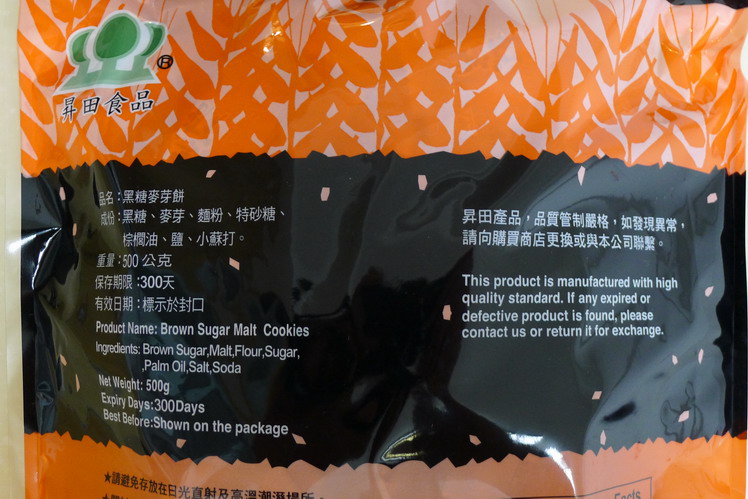 ®
昇田食品
品名:黑糖麥芽餅
成份:黑糖、麥芽、麵粉、特砂糖、
棕櫚油、鹽、小蘇打。
重量:500公克
保存期限:300天
有效日期:標示於封口
Product Name: Brown Sugar Malt Cookies
Ingredients: Brown Sugar,Malt,Flour,Sugar,
,Palm Oil,Salt,Soda
Net Weight: 500g
Expiry Days:300Days
Best Before:Shown on the package
昇田產品,品質管制嚴格,如發現異常,
請向購買商店更換或與本公司聯繫。
This product is manufactured with high
quality standard. If any expired or
defective product is found, please
contact us or return it for exchange.
★請避免存放在日光直射及高溫潮濕場所。
Facts